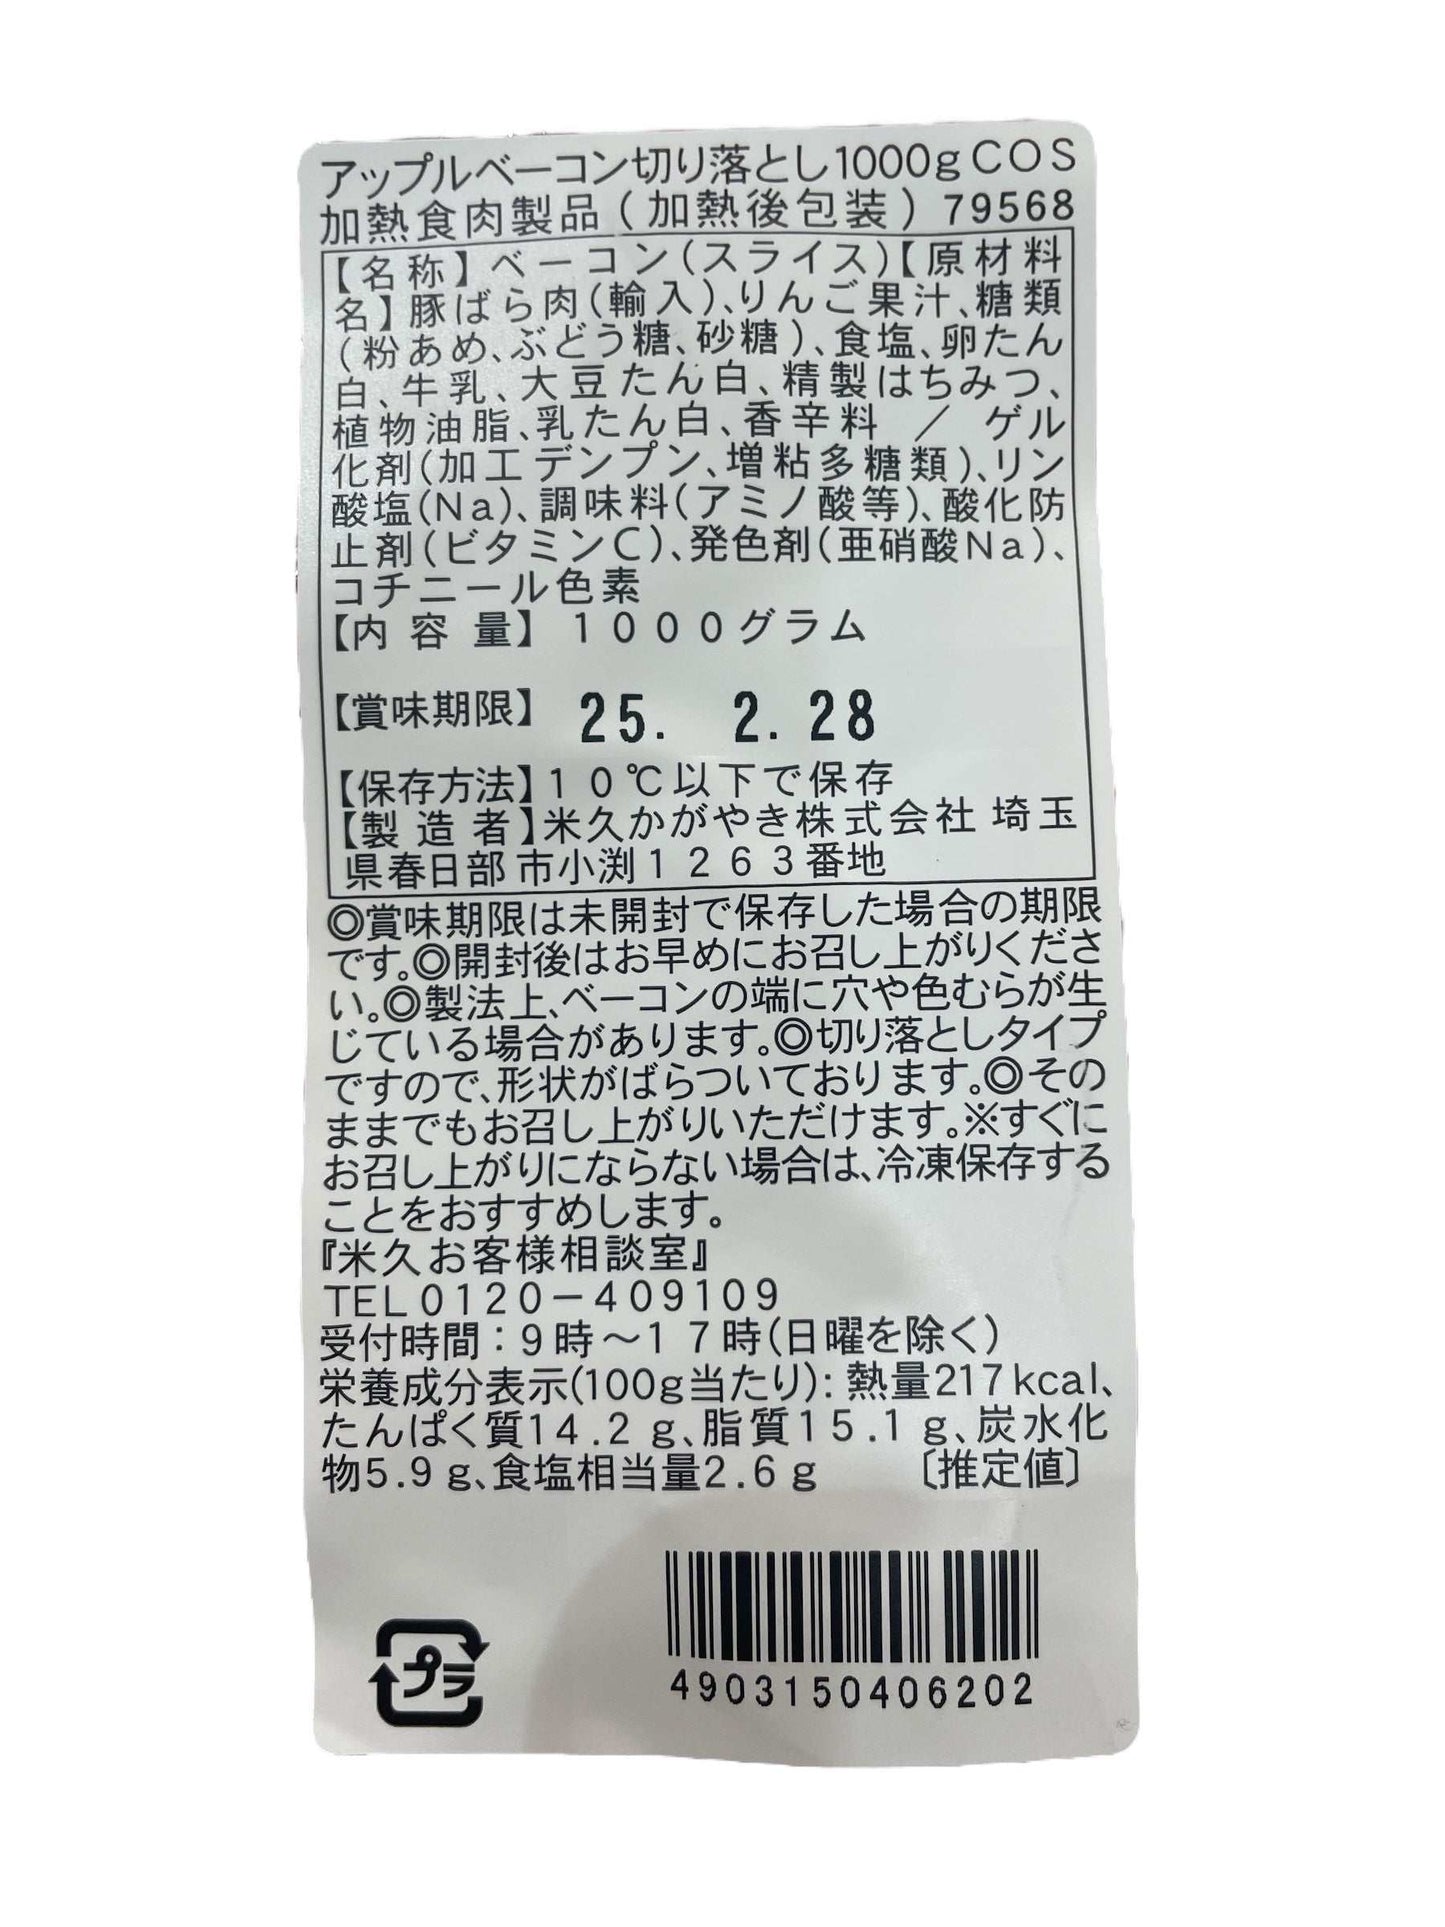 アップルベーコン切り落とし1000gCOS
加熱食肉製品(加熱後包装)79568
【名称】ベーコン(スライス)【原材料
名】豚ばら肉(輸入)、りんご果汁、糖類
(粉あめ、ぶどう糖、砂糖)、食塩、卵たん
白、牛乳、大豆たん白、精製はちみつ、
植物油脂、乳たん白、香辛料/ゲル
化剤(加工デンプン、増粘多糖類)、リン
酸塩(Na)、調味料(アミノ酸等)、酸化防
止剤(ビタミンC)、発色剤(亜硝酸Na)、
コチニール色素
【内容量】1000グラム
【賞味期限】25. 2.28
【保存方法】10℃以下で保存
【製造者】米久かがやき株式会社 埼玉
県春日部市小渕1263番地
◎賞味期限は未開封で保存した場合の期限
です。◎開封後はお早めにお召し上がりくださ
い。◎製法上、ベーコンの端に穴や色むらが生
じている場合があります。◎切り落としタイプ
ですので、形状がばらついております。◎その
ままでもお召し上がりいただけます。※すぐに
お召し上がりにならない場合は、冷凍保存する
ことをおすすめします。
『米久お客様相談室』
TEL0120-409109
受付時間:9時~17時(日曜を除く)
栄養成分表示(100g当たり):熱量217kcal、
たんぱく質14.2g、脂質15.1g、炭水化
物5.9g、食塩相当量2.6g 〔推定値〕
プラ
4903150406202